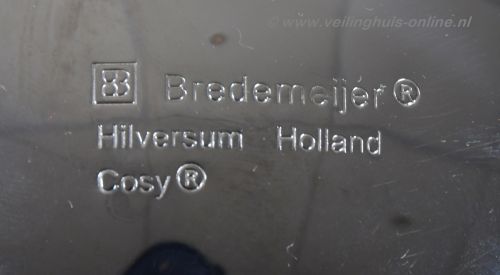 © www.veilinghuis-online.nl
Bredemeijer®
Hilversum Holland
Cosy®